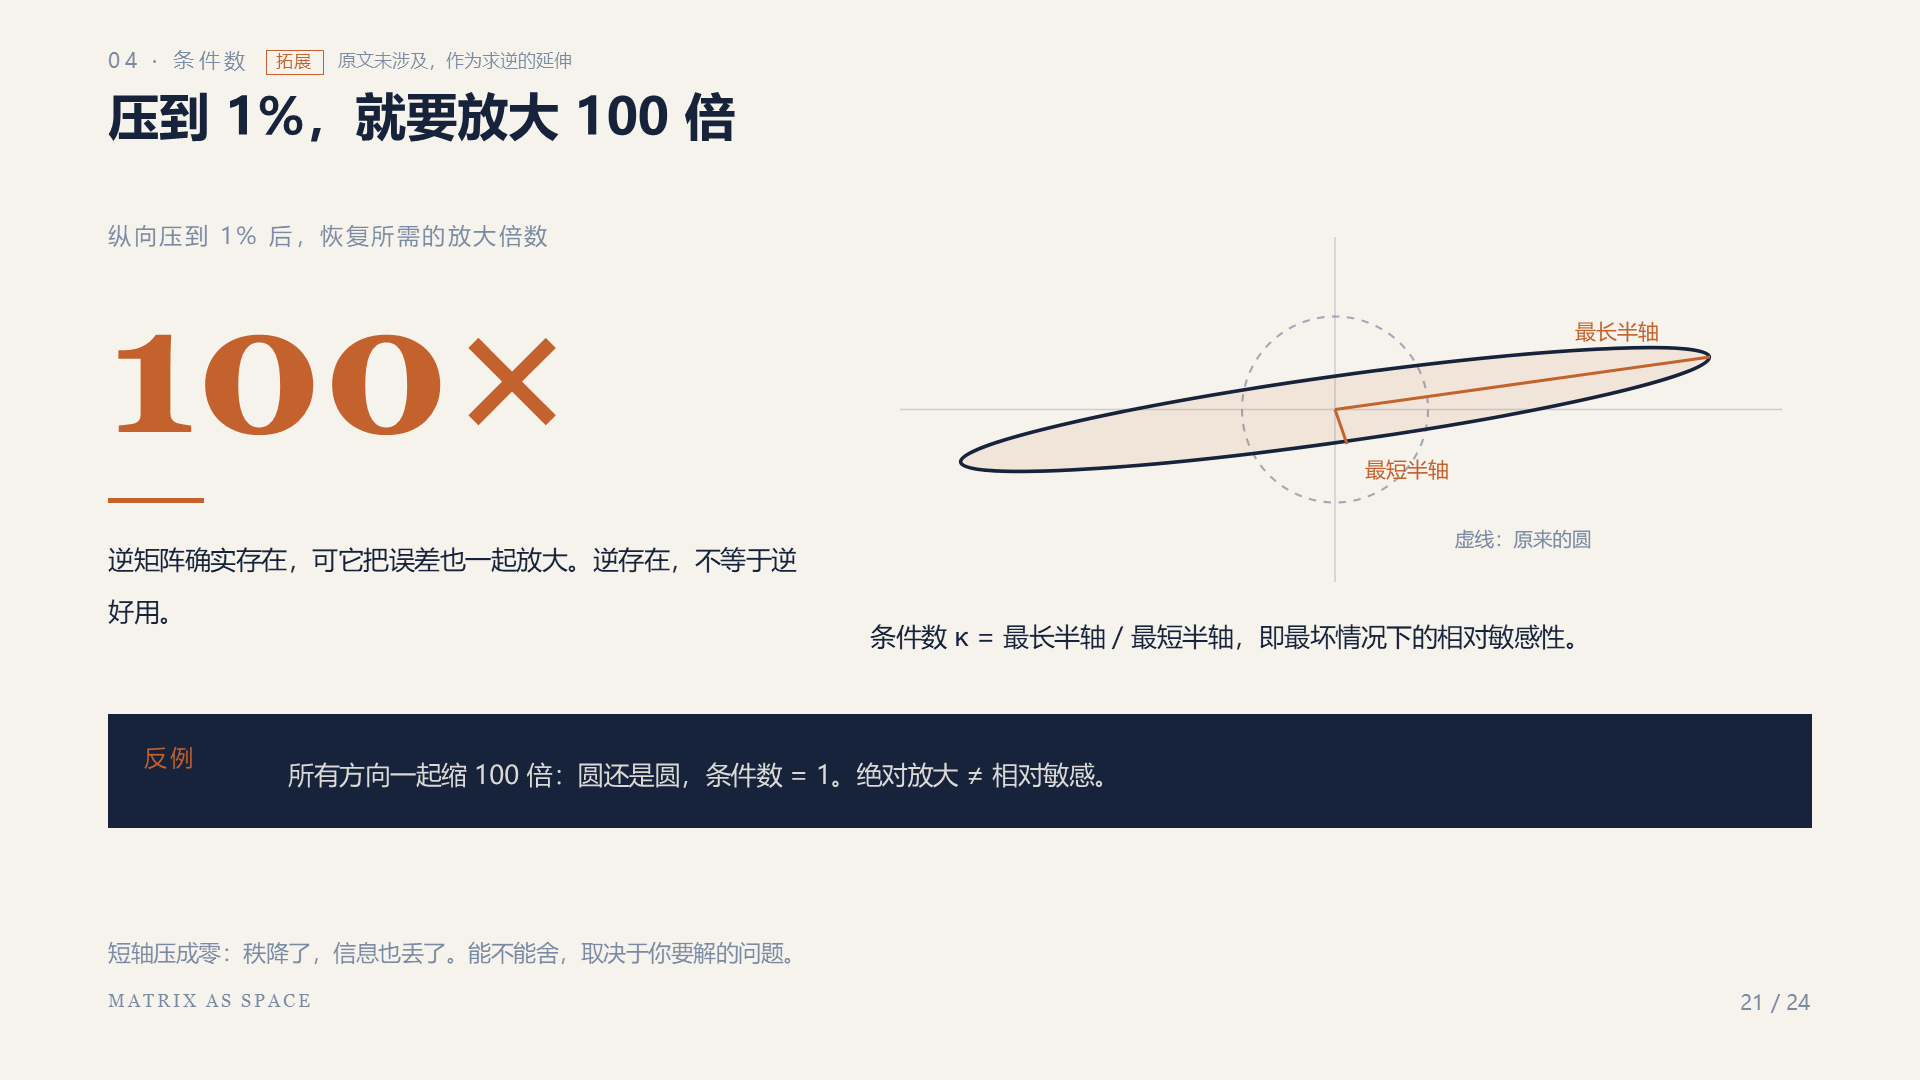 04 · 条件数 拓展 原文未涉及，作为求逆的延伸
压到 1%，就要放大 100 倍
纵向压到 1% 后，恢复所需的放大倍数
100×
逆矩阵确实存在，可它把误差也一起放大。逆存在，不等于逆
好用。
最长半轴
最短半轴
虚线：原来的圆
条件数 κ = 最长半轴 / 最短半轴，即最坏情况下的相对敏感性。
反例
所有方向一起缩 100 倍：圆还是圆，条件数 = 1。绝对放大 ≠ 相对敏感。
短轴压成零：秩降了，信息也丢了。能不能舍，取决于你要解的问题。
MATRIX AS SPACE
21 / 24